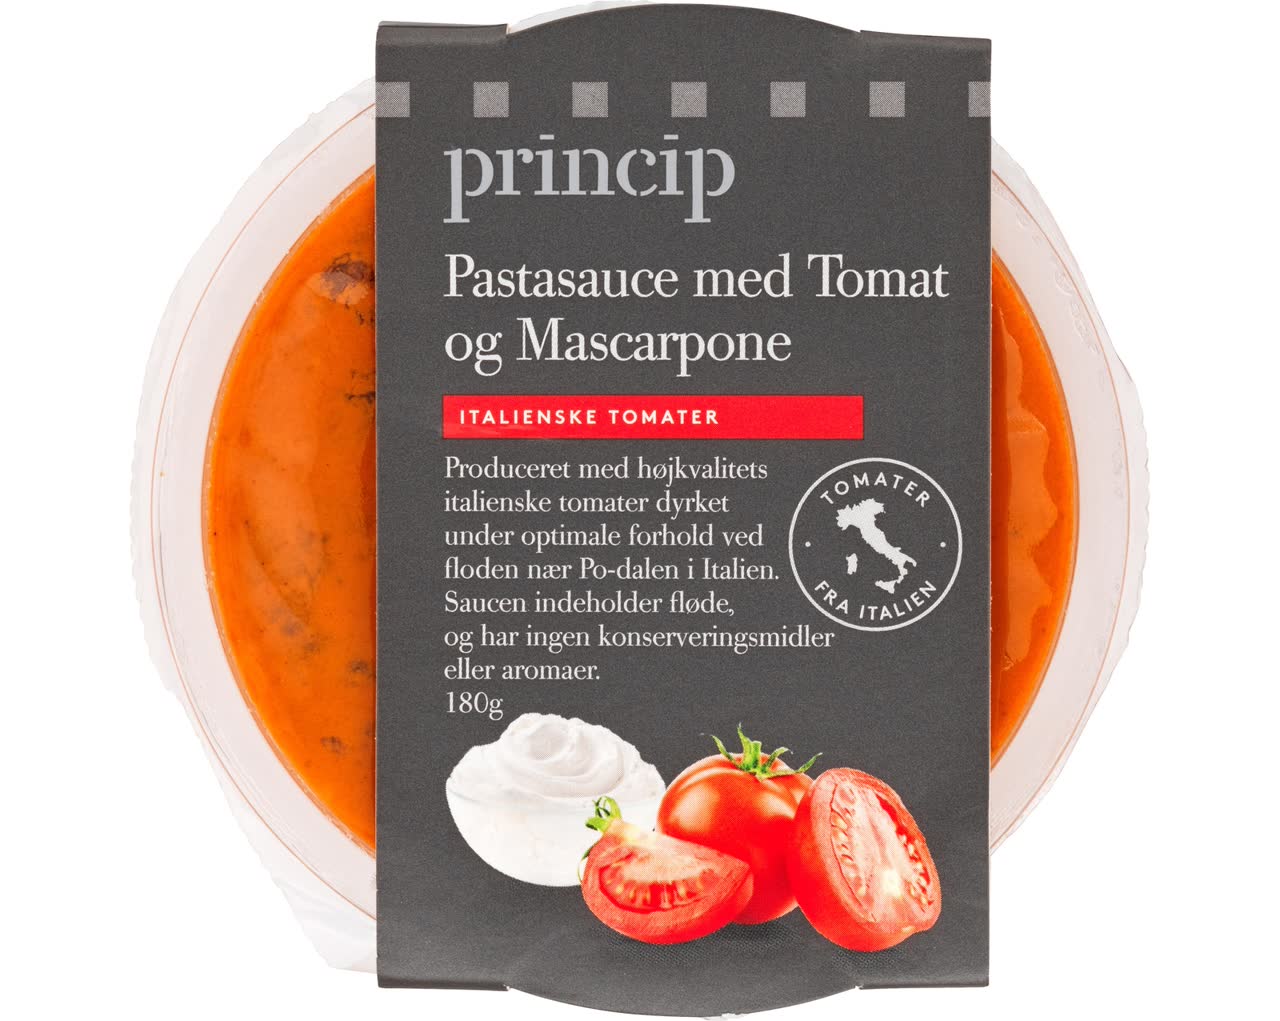 princip
Pastasauce med Tomat
og Mascarpone
ITALIENSKE TOMATER
Produceret med højkvalitets
italienske tomater dyrket
under optimale forhold ved
floden nær Po-dalen i Italien.
Saucen indeholder fløde,
og har ingen konserveringsmidler
eller aromaer.
180g
TOMATER
FRA ITALIEN